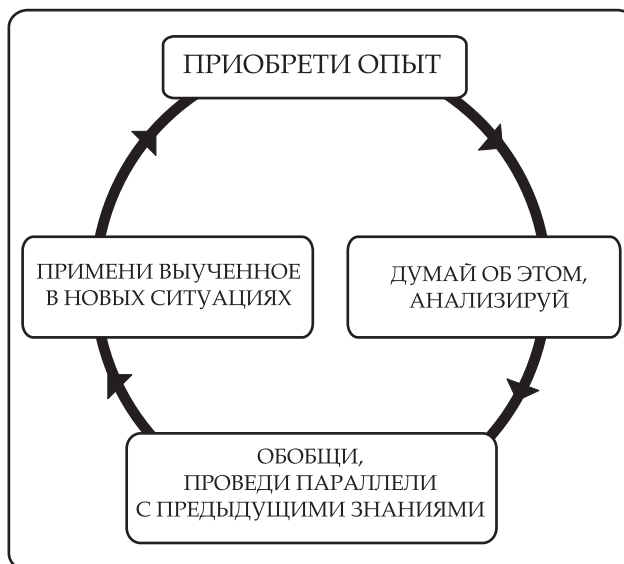 ПРИОБРЕТИ ОПЫТ
ДУМАЙ ОБ ЭТОМ,
АНАЛИЗИРУЙ
ОБОБЩИ,
ПРОВЕДИ ПАРАЛЛЕЛИ
С ПРЕДЫДУЩИМИ ЗНАНИЯМИ
ПРИМЕНИ ВЫУЧЕННОЕ
В НОВЫХ СИТУАЦИЯХ